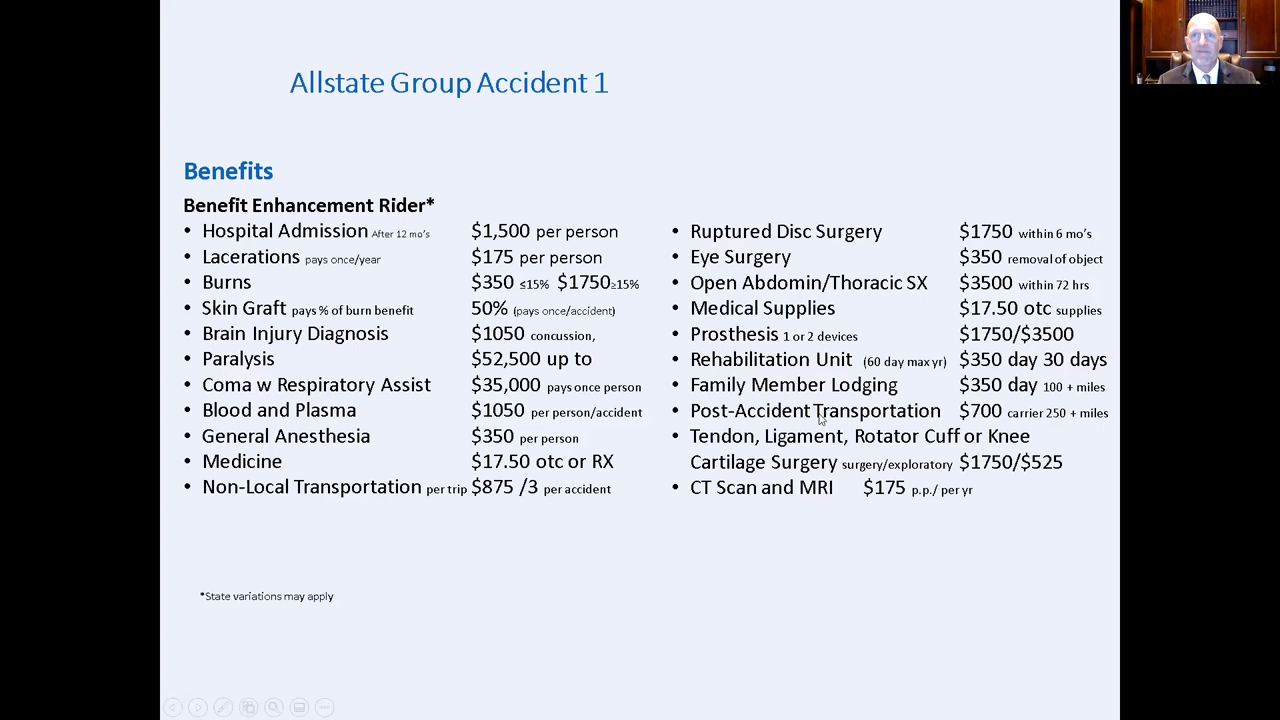 Allstate Group Accident 1
Benefits
Benefit Enhancement Rider*
• Hospital Admission After 12 mo's $1,500 per person
• Lacerations pays once/year $175 per person
• Burns $350 ≤15% $1750≥15%
• Skin Graft pays % of burn benefit 50% (pays once/accident)
• Brain Injury Diagnosis $1050 concussion,
• Paralysis $52,500 up to
• Coma w Respiratory Assist $35,000 pays once person
• Blood and Plasma $1050 per person/accident
• General Anesthesia $350 per person
• Medicine $17.50 otc or RX
• Non-Local Transportation per trip $875 /3 per accident
• Ruptured Disc Surgery $1750 within 6 mo's
• Eye Surgery $350 removal of object
• Open Abdomin/Thoracic SX $3500 within 72 hrs
• Medical Supplies $17.50 otc supplies
• Prosthesis 1 or 2 devices $1750/$3500
• Rehabilitation Unit (60 day max yr) $350 day 30 days
• Family Member Lodging $350 day 100 + miles
• Post-Accident Transportation $700 carrier 250 + miles
• Tendon, Ligament, Rotator Cuff or Knee
Cartilage Surgery surgery/exploratory $1750/$525
• CT Scan and MRI $175 p.p./ per yr
*State variations may apply